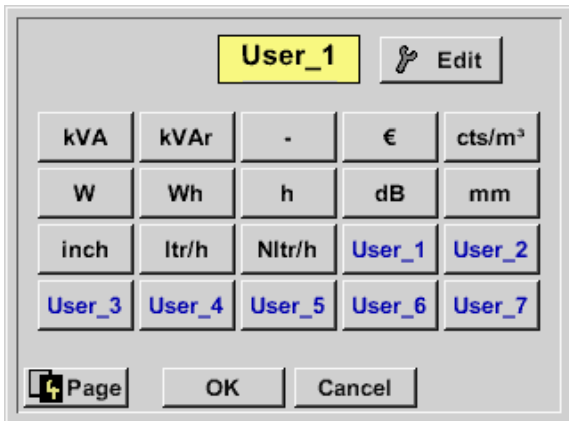 User_1 Edit
kVA kVAr - € cts/m³
W Wh h dB mm
inch ltr/h Nltr/h User_1 User_2
User_3 User_4 User_5 User_6 User_7
4 Page OK Cancel